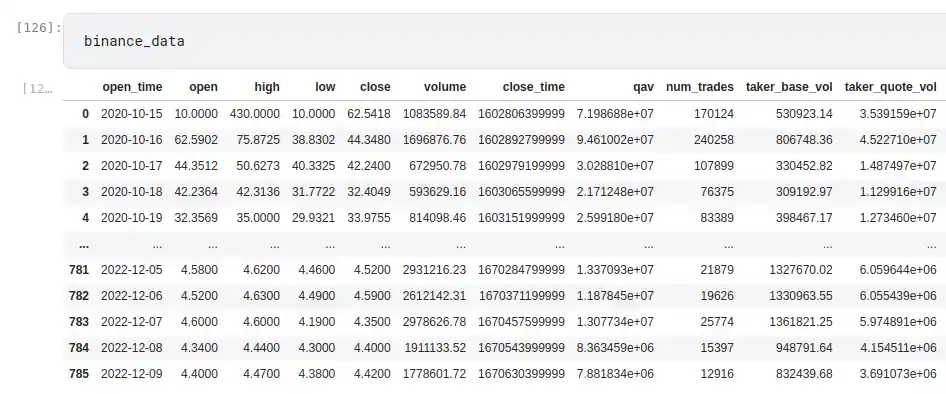 [126]:
binance_data
[12…
open_time open high low close volume close_time qav num_trades taker_base_vol taker_quote_vol
0 2020-10-15 10.0000 430.0000 10.0000 62.5418 1083589.84 1602806399999 7.198688e+07 170124 530923.14 3.539159e+07
1 2020-10-16 62.5902 75.8725 38.8302 44.3480 1696876.76 1602892799999 9.461002e+07 240258 806748.36 4.522710e+07
2 2020-10-17 44.3512 50.6273 40.3325 42.2400 672950.78 1602979199999 3.028810e+07 107899 330452.82 1.487497e+07
3 2020-10-18 42.2364 42.3136 31.7722 32.4049 593629.16 1603065599999 2.171248e+07 76375 309192.97 1.129916e+07
4 2020-10-19 32.3569 35.0000 29.9321 33.9755 814098.46 1603151999999 2.599180e+07 83389 398467.17 1.273460e+07
... ... ... ... ... ... ... ... ... ... ... ...
781 2022-12-05 4.5800 4.6200 4.4600 4.5200 2931216.23 1670284799999 1.337093e+07 21879 1327670.02 6.059644e+06
782 2022-12-06 4.5200 4.6300 4.4900 4.5900 2612142.31 1670371199999 1.187845e+07 19626 1330963.55 6.055439e+06
783 2022-12-07 4.6000 4.6000 4.1900 4.3500 2978626.78 1670457599999 1.307734e+07 25774 1361821.25 5.974891e+06
784 2022-12-08 4.3400 4.4400 4.3000 4.4000 1911133.52 1670543999999 8.363459e+06 15397 948791.64 4.154511e+06
785 2022-12-09 4.4000 4.4700 4.3800 4.4200 1778601.72 1670630399999 7.881834e+06 12916 832439.68 3.691073e+06